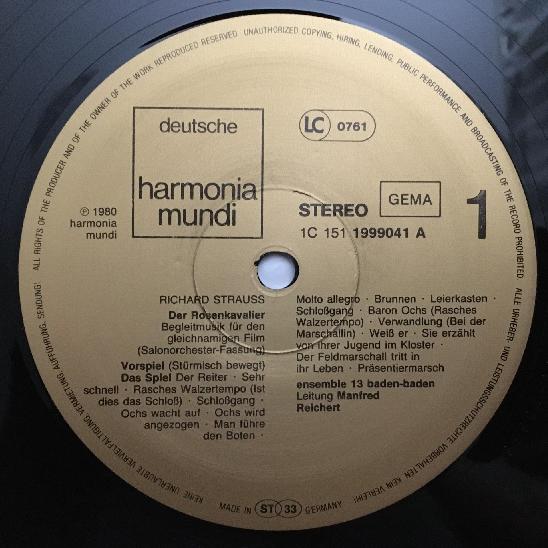 ALL RIGHTS OF THE PRODUCER AND OF THE OWNER OF THE WORK REPRODUCED RESERVED UNAUTHORIZED COPYING, HIRING, LENDING, PUBLIC PERFORMANCE AND BROADCASTING OF THE RECORD PROHIBITED
ALLE URHEBER- UND LEISTUNGSSCHUTZRECHTE VORBEHALTEN KEIN VERLEIH! KEINE UNERLAUBTE VERVIELFÄLTIGUNG, VERMIETUNG, AUFFÜHRUNG, SENDUNG!
deutsche
harmonia
mundi
LC 0761
℗ 1980
harmonia
mundi
STEREO GEMA 1
1C 151 1999041 A
RICHARD STRAUSS
Der Rosenkavalier
Begleitmusik für den
gleichnamigen Film
(Salonorchester-Fassung)
Vorspiel (Stürmisch bewegt)
Das Spiel Der Reiter · Sehr
schnell · Rasches Walzertempo (Ist
dies das Schloß) · Schloßgang ·
Ochs wacht auf · Ochs wird
angezogen · Man führe
den Boten ·
Molto allegro · Brunnen · Leierkasten ·
Schloßgang · Baron Ochs (Rasches
Walzertempo) · Verwandlung (Bei der
Marschallin) · Weiß er · Sie erzählt
von ihrer Jugend im Kloster ·
Der Feldmarschall tritt in
ihr Leben · Präsentiermarsch
ensemble 13 baden-baden
Leitung Manfred
Reichert
MADE IN ST 33 GERMANY